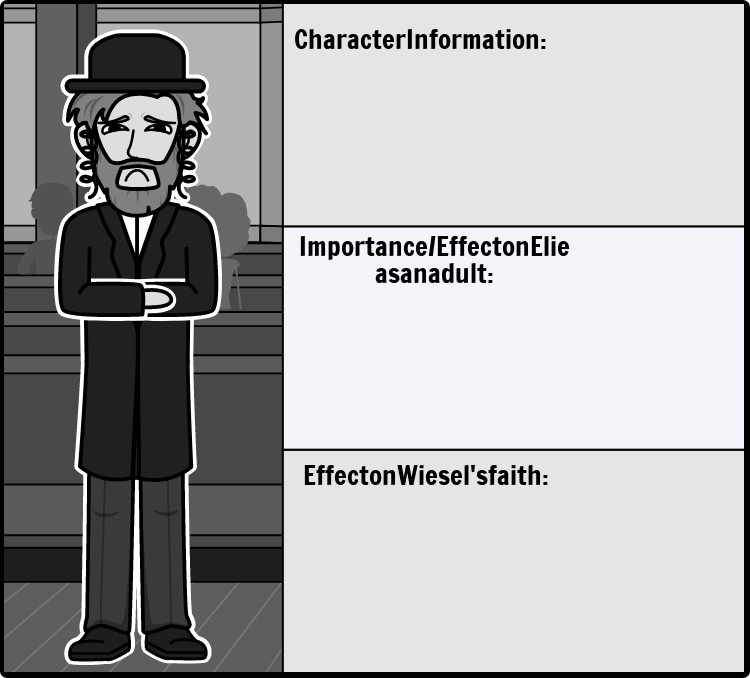 CharacterInformation:
Importance/EffectonElie
asanadult:
EffectonWiesel'sfaith: